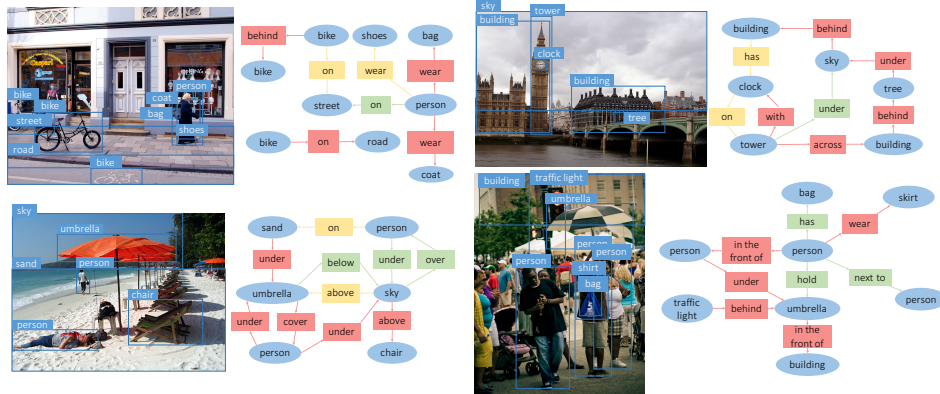 bike
bike
street
road
bike
person
coat
bag
shoes
behind
bike
shoes
bag
bike
on
wear
wear
street
on
person
bike
on
road
wear
coat
sky
building
tower
clock
building
tree
building
behind
has
sky
under
clock
tree
on
with
under
behind
tower
across
building
sky
umbrella
sand
person
chair
person
sand
on
person
under
below
under
over
umbrella
above
sky
under
cover
under
above
person
chair
building
traffic light
umbrella
person
person
person
shirt
bag
bag
skirt
has
wear
person
in the
front of
person
under
hold
next to
traffic
light
behind
umbrella
person
in the
front of
building